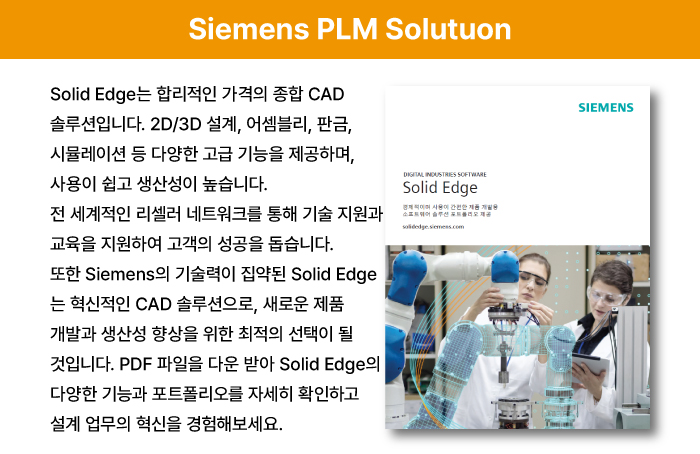 Siemens PLM Solutuon
Solid Edge는 합리적인 가격의 종합 CAD
솔루션입니다. 2D/3D 설계, 어셈블리, 판금,
시뮬레이션 등 다양한 고급 기능을 제공하며,
사용이 쉽고 생산성이 높습니다.
전 세계적인 리셀러 네트워크를 통해 기술 지원과
교육을 지원하여 고객의 성공을 돕습니다.
또한 Siemens의 기술력이 집약된 Solid Edge
는 혁신적인 CAD 솔루션으로, 새로운 제품
개발과 생산성 향상을 위한 최적의 선택이 될
것입니다. PDF 파일을 다운 받아 Solid Edge의
다양한 기능과 포트폴리오를 자세히 확인하고
설계 업무의 혁신을 경험해보세요.
SIEMENS
DIGITAL INDUSTRIES SOFTWARE
Solid Edge
경제적이며 사용이 간편한 제품 개발용
소프트웨어 솔루션 포트폴리오 제공
solidedge.siemens.com